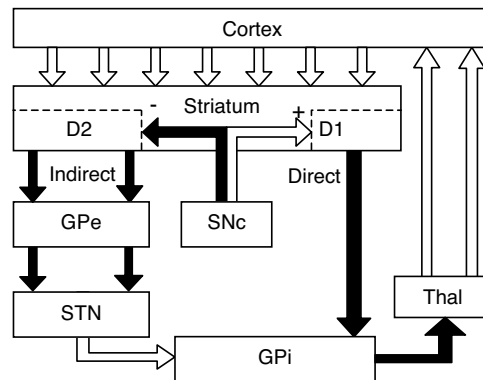 Cortex
- Striatum +
D2 D1
Indirect Direct
GPe SNc
STN Thal
GPi